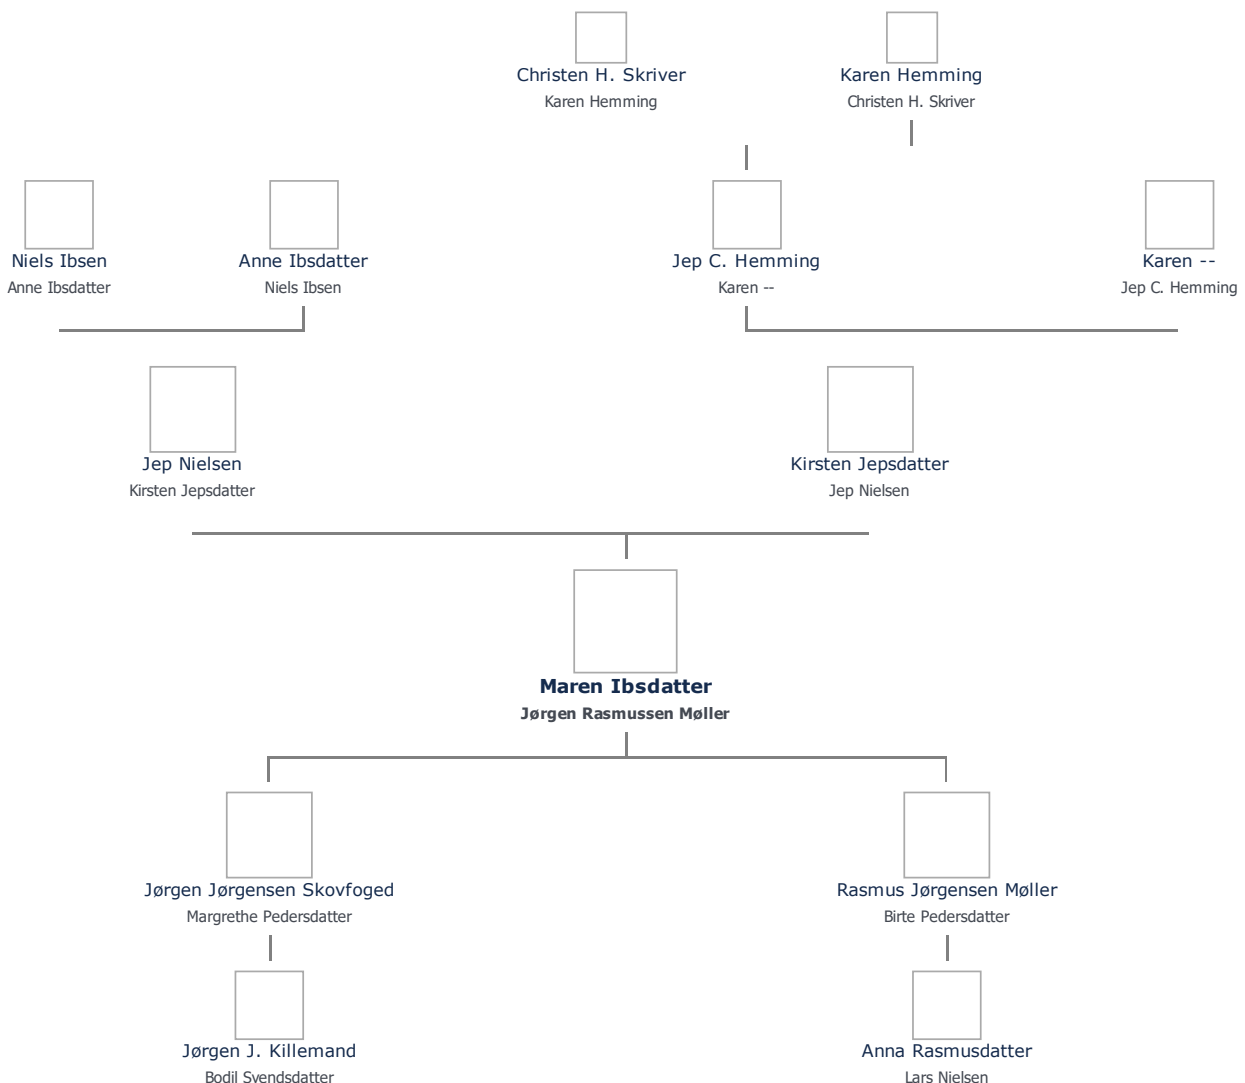 Christen H. Skriver
Karen Hemming
Karen Hemming
Christen H. Skriver
Niels Ibsen
Anne Ibsdatter
Anne Ibsdatter
Niels Ibsen
Jep C. Hemming
Karen --
Karen --
Jep C. Hemming
Jep Nielsen
Kirsten Jepsdatter
Kirsten Jepsdatter
Jep Nielsen
Maren Ibsdatter
Jørgen Rasmussen Møller
Jørgen Jørgensen Skovfoged
Margrethe Pedersdatter
Rasmus Jørgensen Møller
Birte Pedersdatter
Jørgen J. Killemand
Bodil Svendsdatter
Anna Rasmusdatter
Lars Nielsen